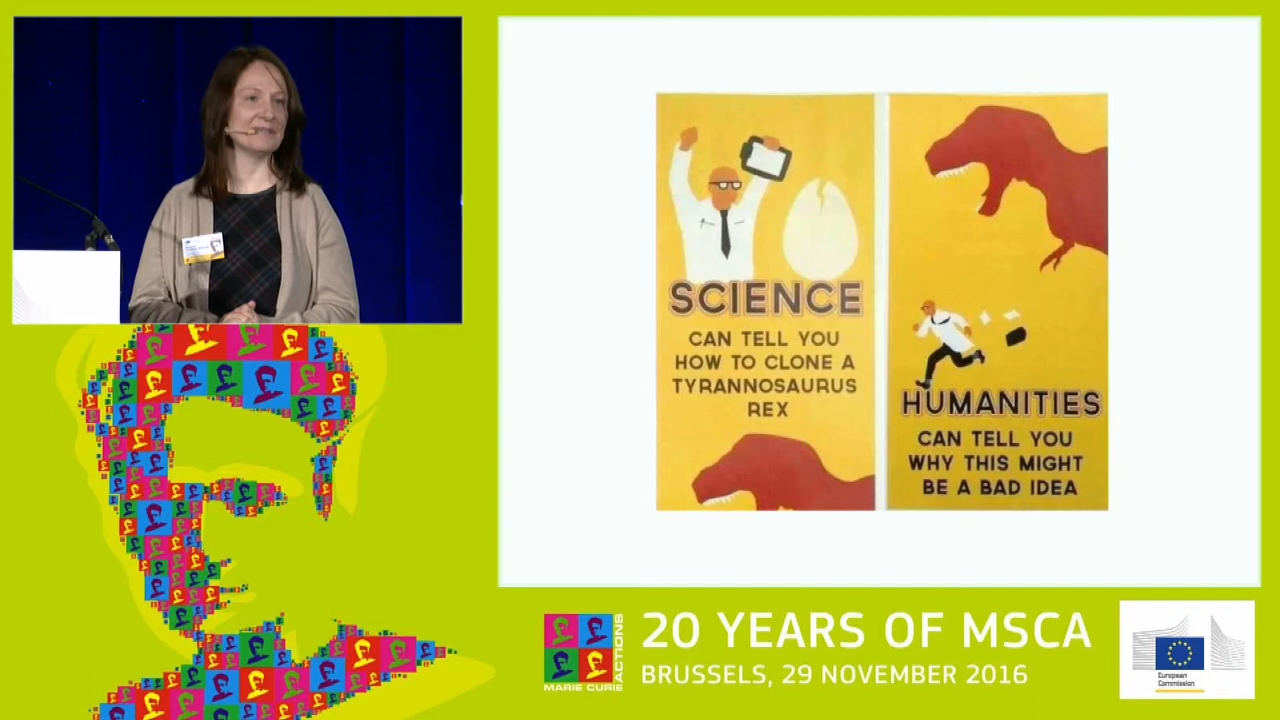 SCIENCE
CAN TELL YOU
HOW TO CLONE A
TYRANNOSAURUS
REX
HUMANITIES
CAN TELL YOU
WHY THIS MIGHT
BE A BAD IDEA
MARIE CURIE
ACTIONS
20 YEARS OF MSCA
BRUSSELS, 29 NOVEMBER 2016
European
Commission